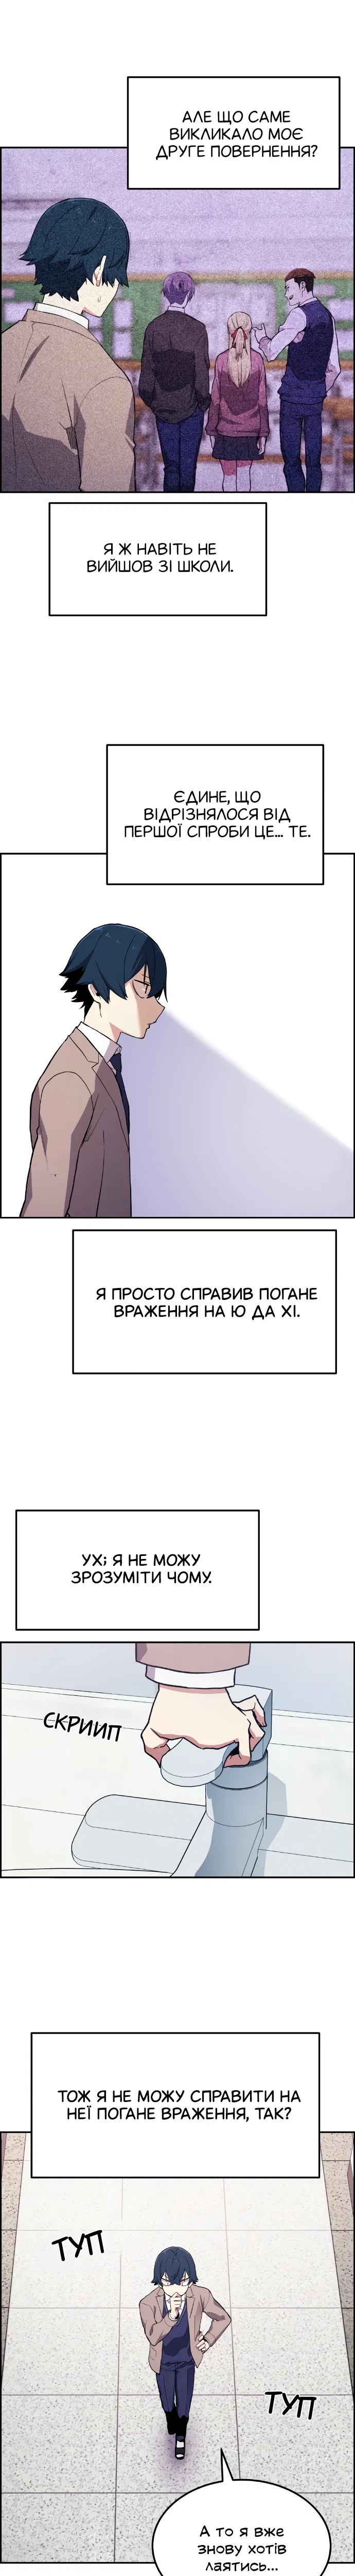 АЛЕ ЩО САМЕ
ВИКЛИКАЛО МОЄ
ДРУГЕ ПОВЕРНЕННЯ?
Я Ж НАВІТЬ НЕ
ВИЙШОВ ЗІ ШКОЛИ.
ЄДИНЕ, ЩО
ВІДРІЗНЯЛОСЯ ВІД
ПЕРШОЇ СПРОБИ ЦЕ... ТЕ.
Я ПРОСТО СПРАВИВ ПОГАНЕ
ВРАЖЕННЯ НА Ю ДА ХІ.
УХ; Я НЕ МОЖУ
ЗРОЗУМІТИ ЧОМУ.
СКРИИП
ТОЖ Я НЕ МОЖУ СПРАВИТИ НА
НЕЇ ПОГАНЕ ВРАЖЕННЯ, ТАК?
ТУП
ТУП
А то я вже
знову хотів
лаятись...